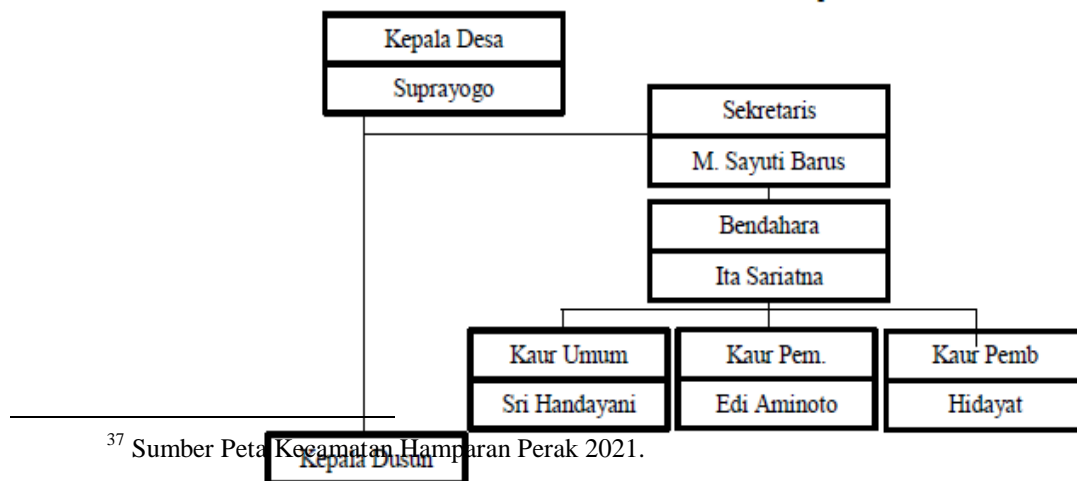 Kepala Desa
Suprayogo
Sekretaris
M. Sayuti Barus
Bendahara
Ita Sariatna
Kaur Umum
Kaur Pem.
Kaur Pemb
Sri Handayani
Edi Aminoto
Hidayat
37 Sumber Peta Kecamatan Hamparan Perak 2021.
Kepala Dusun